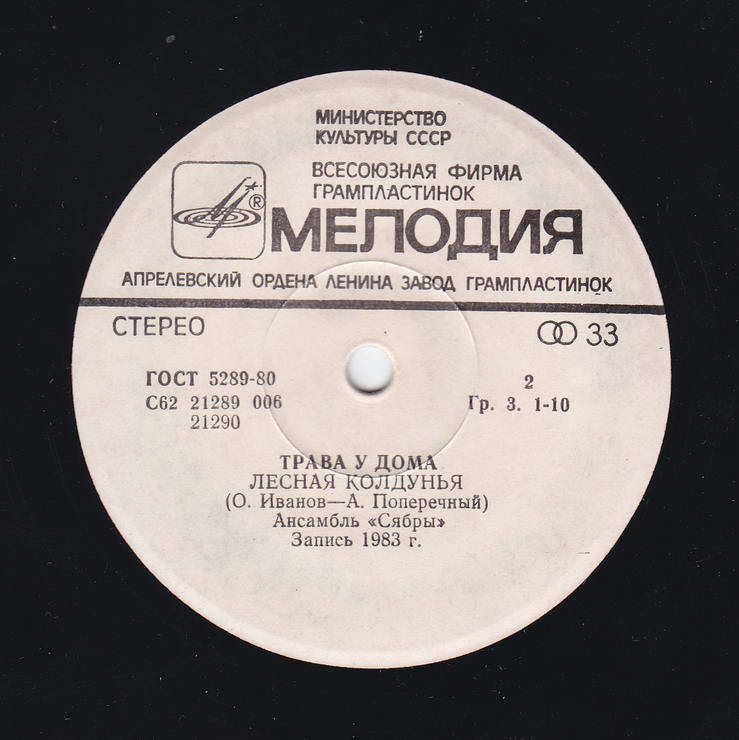 МИНИСТЕРСТВО
КУЛЬТУРЫ СССР
ВСЕСОЮЗНАЯ ФИРМА
ГРАМПЛАСТИНОК
®
МЕЛОДИЯ
АПРЕЛЕВСКИЙ ОРДЕНА ЛЕНИНА ЗАВОД ГРАМПЛАСТИНОК
СТЕРЕО 33
ГОСТ 5289-80 2
С62 21289 006 Гр. 3. 1-10
21290
ТРАВА У ДОМА
ЛЕСНАЯ КОЛДУНЬЯ
(О. Иванов—А. Поперечный)
Ансамбль «Сябры»
Запись 1983 г.